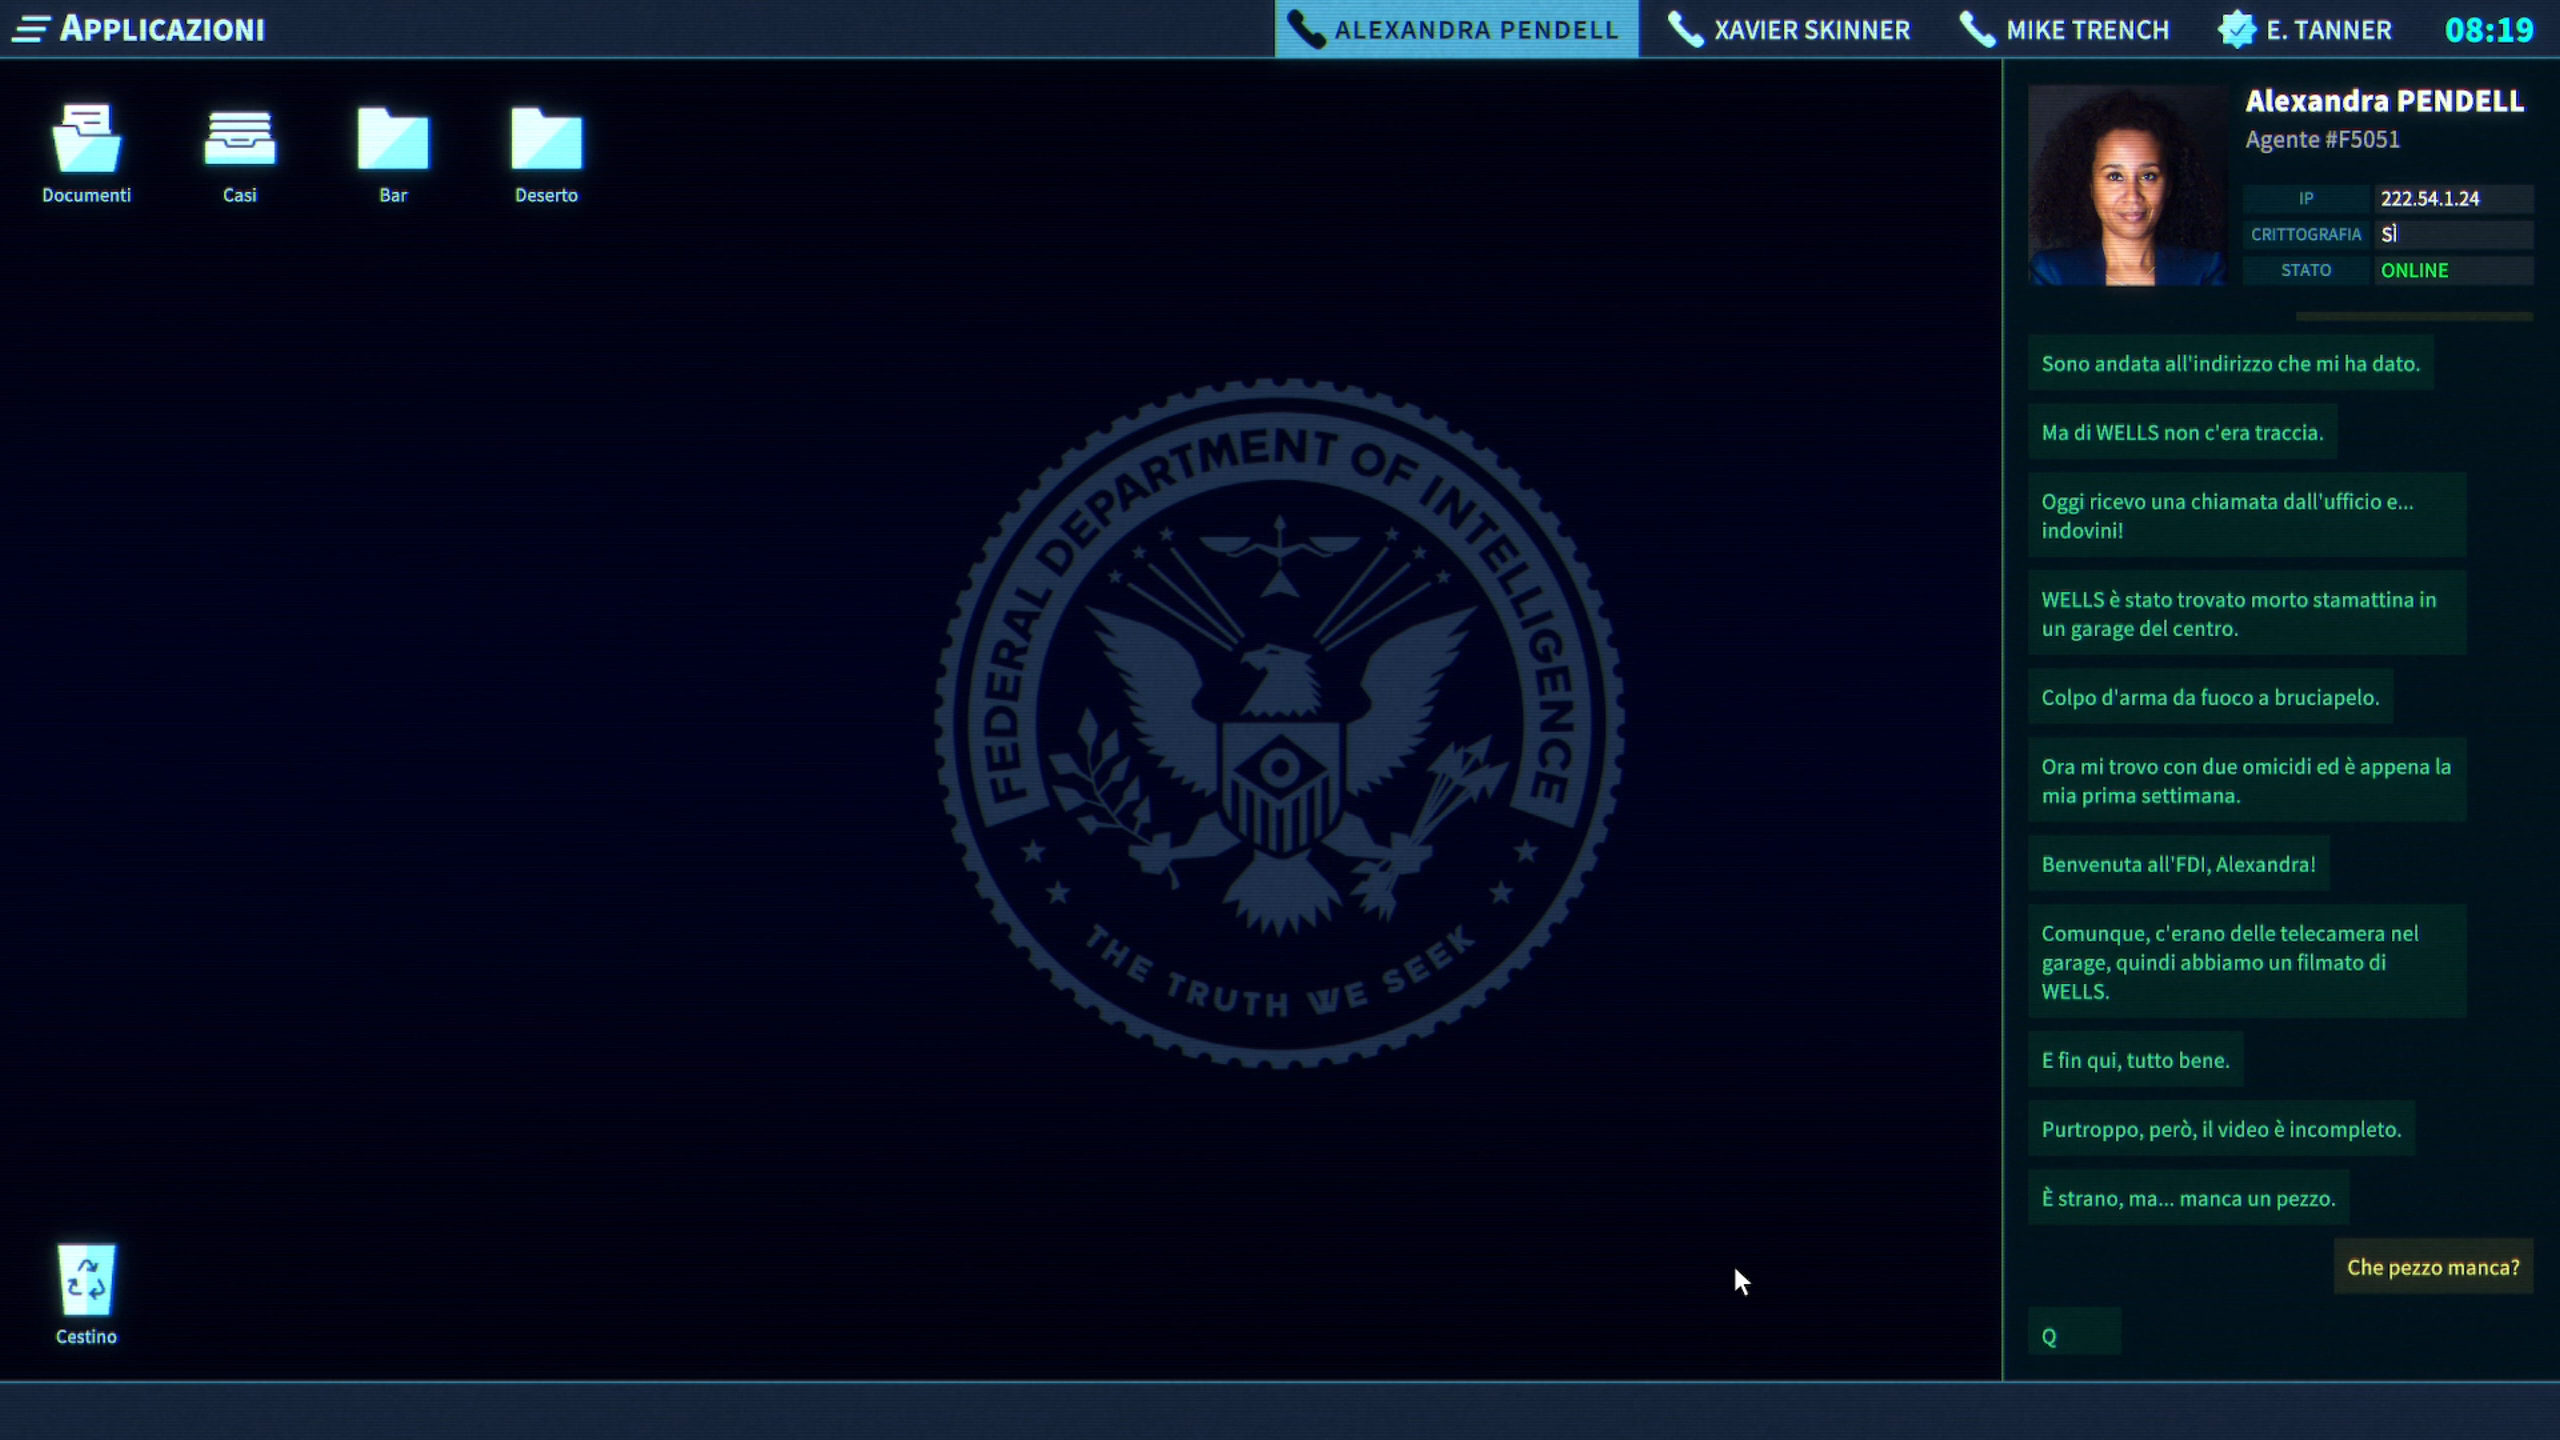 APPLICAZIONI
ALEXANDRA PENDELL
XAVIER SKINNER
MIKE TRENCH
E. TANNER
08:19
Documenti
Casi
Bar
Deserto
FEDERAL DEPARTMENT OF INTELLIGENCE
THE TRUTH WE SEEK
Cestino
Alexandra PENDELL
Agente #F5051
IP
222.54.1.24
CRITTOGRAFIA
SÌ
STATO
ONLINE
Sono andata all'indirizzo che mi ha dato.
Ma di WELLS non c'era traccia.
Oggi ricevo una chiamata dall'ufficio e...
indovini!
WELLS è stato trovato morto stamattina in
un garage del centro.
Colpo d'arma da fuoco a bruciapelo.
Ora mi trovo con due omicidi ed è appena la
mia prima settimana.
Benvenuta all'FDI, Alexandra!
Comunque, c'erano delle telecamera nel
garage, quindi abbiamo un filmato di
WELLS.
E fin qui, tutto bene.
Purtroppo, però, il video è incompleto.
È strano, ma... manca un pezzo.
Che pezzo manca?
Q